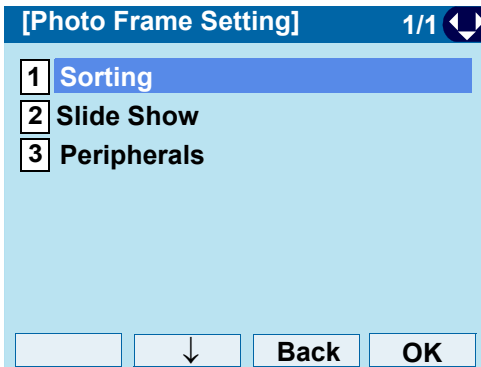 [Photo Frame Setting] 1/1
1 Sorting
2 Slide Show
3 Peripherals
↓ Back OK